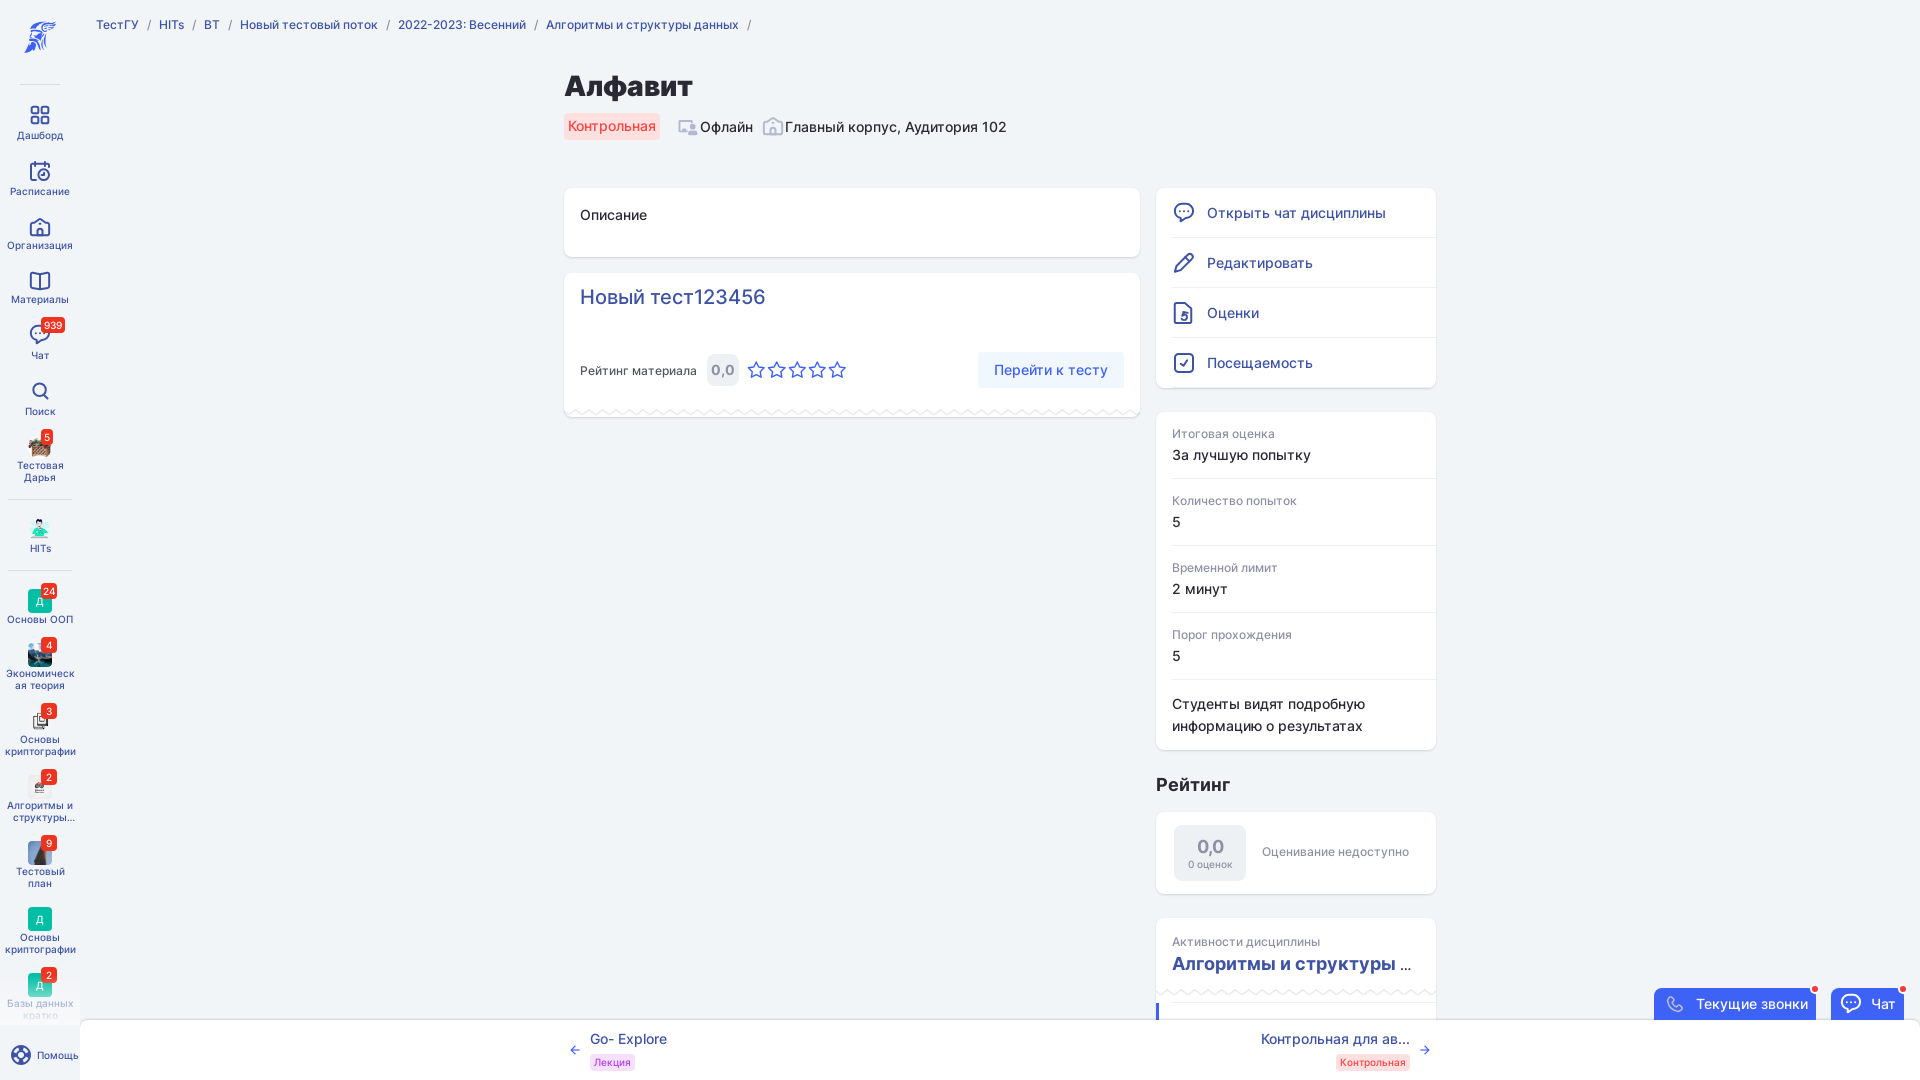 ТестГУ / HITs / ВТ / Новый тестовый поток / 2022-2023: Весенний / Алгоритмы и структуры данных /
Алфавит
Контрольная Офлайн Главный корпус, Аудитория 102
Дашборд
Расписание
Организация
Материалы
939
Чат
Поиск
5
Тестовая
Дарья
HITs
24
Д
Основы ООП
4
Экономическ
ая теория
3
Основы
криптографии
2
Алгоритмы и
структуры...
9
Тестовый
план
Д
Основы
криптографии
2
Д
Базы данных
кратко
Помощь
Описание
Новый тест123456
Рейтинг материала 0,0 Перейти к тесту
Открыть чат дисциплины
Редактировать
5 Оценки
Посещаемость
Итоговая оценка
За лучшую попытку
Количество попыток
5
Временной лимит
2 минут
Порог прохождения
5
Студенты видят подробную
информацию о результатах
Рейтинг
0,0
0 оценок
Оценивание недоступно
Активности дисциплины
Алгоритмы и структуры ...
Текущие звонки Чат
Go- Explore
Лекция
Контрольная для ав...
Контрольная